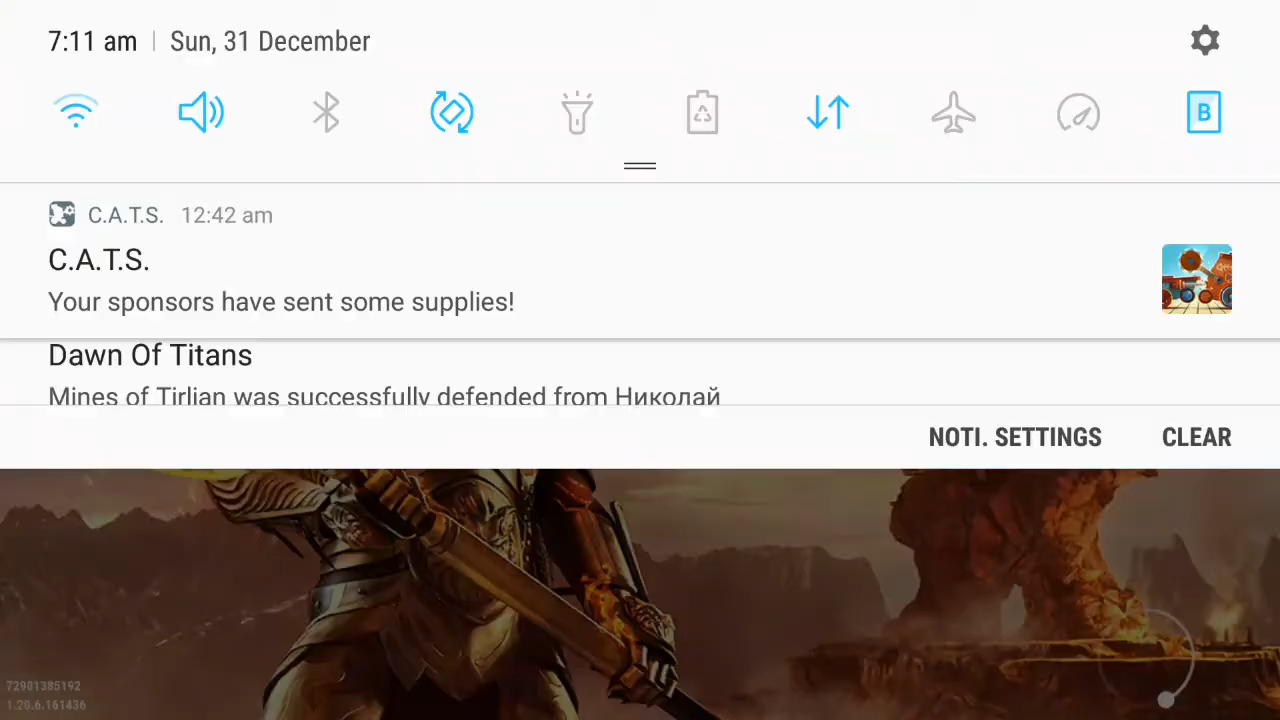 7:11 am | Sun, 31 December
B
C.A.T.S. 12:42 am
C.A.T.S.
Your sponsors have sent some supplies!
Dawn Of Titans
Mines of Tirlian was successfully defended from Николай
NOTI. SETTINGS CLEAR
72901385192
1.20.6.161436